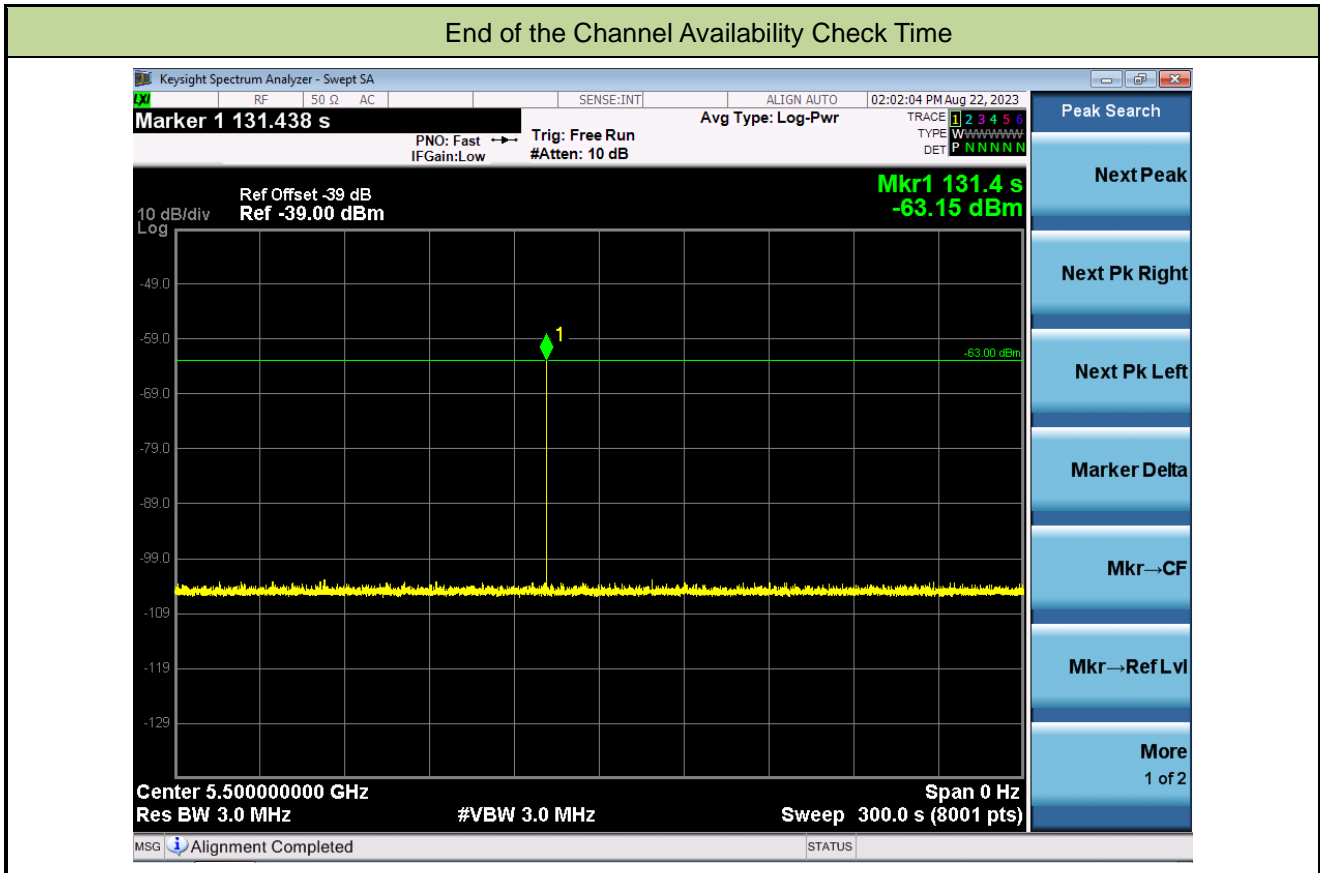 End of the Channel Availability Check Time
Keysight Spectrum Analyzer - Swept SA
LXI RF 50 Ω AC SENSE:INT ALIGN AUTO 02:02:04 PM Aug 22, 2023
Marker 1 131.438 s
PNO: Fast
IFGain:Low
Trig: Free Run
#Atten: 10 dB
Avg Type: Log-Pwr
TRACE 1 2 3 4 5 6
TYPE WWWWWW
DET P N N N N N
Ref Offset -39 dB
10 dB/div Ref -39.00 dBm
Log
Mkr1 131.4 s
-63.15 dBm
-49.0
-59.0
1
-63.00 dBm
-69.0
-79.0
-89.0
-99.0
-109
-119
-129
Center 5.500000000 GHz Span 0 Hz
Res BW 3.0 MHz #VBW 3.0 MHz Sweep 300.0 s (8001 pts)
MSG Alignment Completed STATUS
Peak Search
Next Peak
Next Pk Right
Next Pk Left
Marker Delta
Mkr→CF
Mkr→Ref Lvl
More
1 of 2